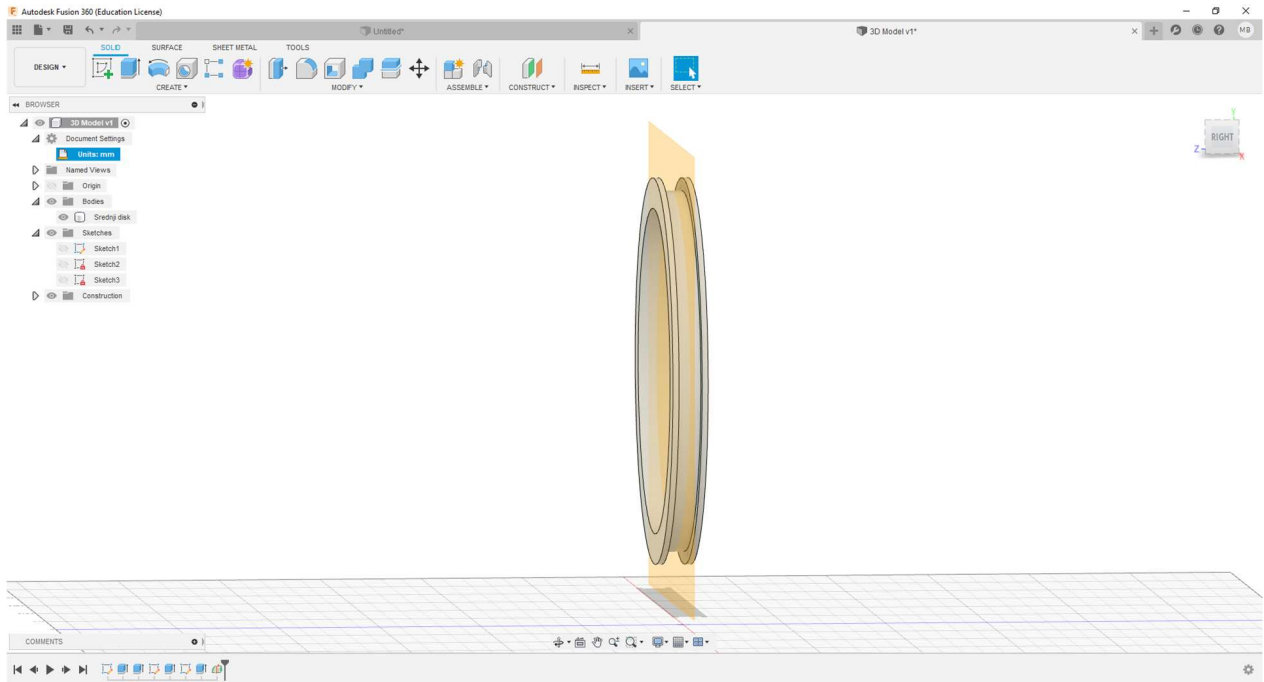 Autodesk Fusion 360 (Education License)
Untitled*
3D Model v1*
MB
SOLID SURFACE SHEET METAL TOOLS
DESIGN
CREATE MODIFY ASSEMBLE CONSTRUCT INSPECT INSERT SELECT
BROWSER
3D Model v1
Document Settings
Units: mm
Named Views
Origin
Bodies
Srednji disk
Sketches
Sketch1
Sketch2
Sketch3
Construction
Y
RIGHT
Z
X
COMMENTS